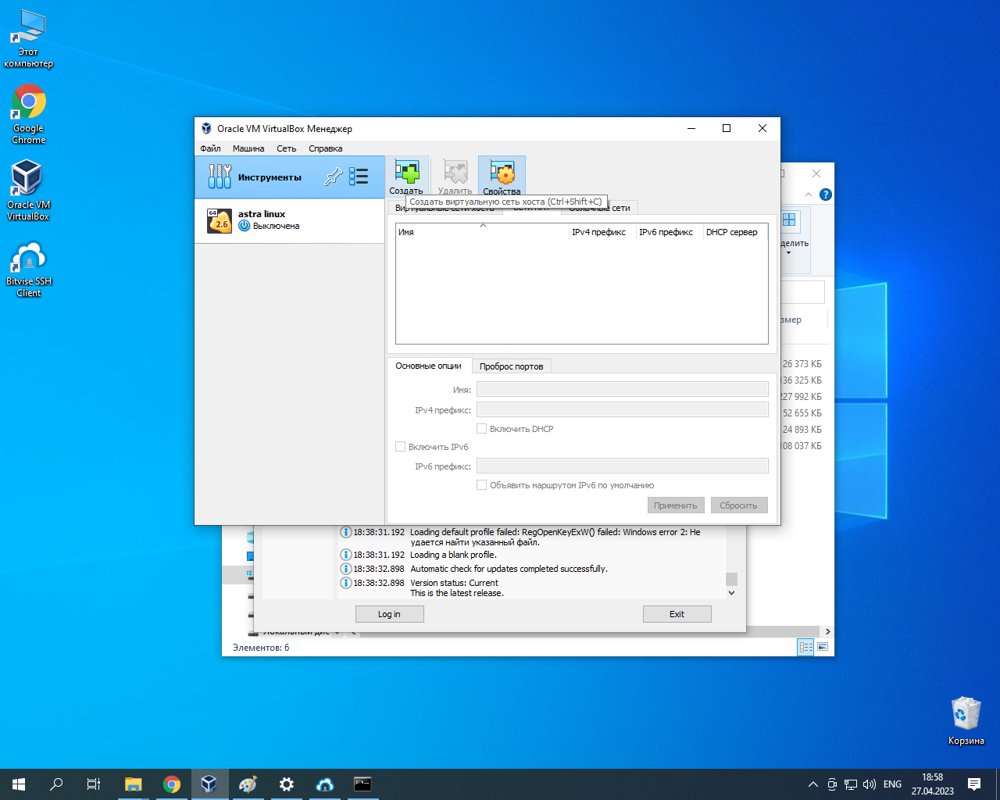 Этот
компьютер
Google
Chrome
Oracle VM
VirtualBox
Bitvise SSH
Client
Oracle VM VirtualBox Менеджер
Файл Машина Сеть Справка
Инструменты
Создать Удалить Свойства
Создать виртуальную сеть хоста (Ctrl+Shift+C)
64
2.6
astra linux
Выключена
Имя IPv4 префикс IPv6 префикс DHCP сервер
Основные опции Проброс портов
Имя:
IPv4 префикс:
Включить DHCP
Включить IPv6
IPv6 префикс:
Объявить маршрутом IPv6 по умолчанию
Применить Сбросить
делить
змер
26 373 КБ
36 325 КБ
227 992 КБ
52 655 КБ
24 893 КБ
08 037 КБ
18:38:31.192 Loading default profile failed: RegOpenKeyExW() failed: Windows error 2: Не
удается найти указанный файл.
18:38:31.192 Loading a blank profile.
18:38:32.898 Automatic check for updates completed successfully.
18:38:32.898 Version status: Current
This is the latest release.
Log in Exit
Локальный дис
Элементов: 6
Корзина
ENG
18:58
27.04.2023